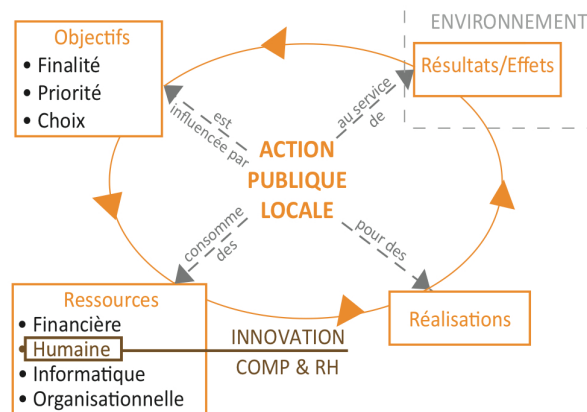 ENVIRONNEMENT
Objectifs
• Finalité
• Priorité
• Choix
Résultats/Effets
est
influencée par
au service
de
ACTION
PUBLIQUE
LOCALE
consomme
des
pour des
Ressources
• Financière
• Humaine
• Informatique
• Organisationnelle
INNOVATION
COMP & RH
Réalisations